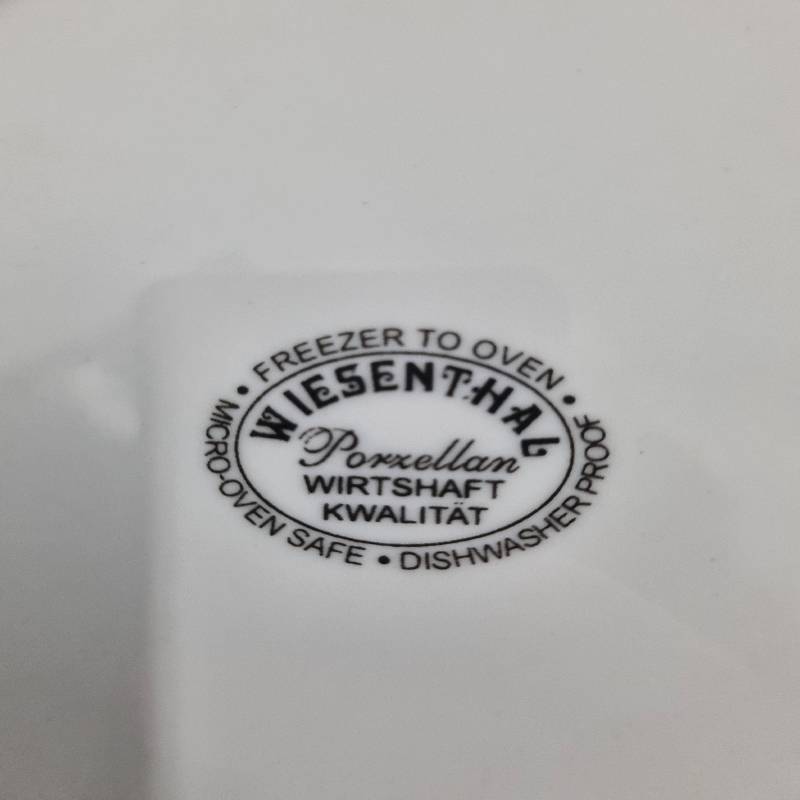 • FREEZER TO OVEN •
WIESENTHAL
Porzellan
WIRTSHAFT
KWALITÄT
MICRO-OVEN SAFE • DISHWASHER PROOF